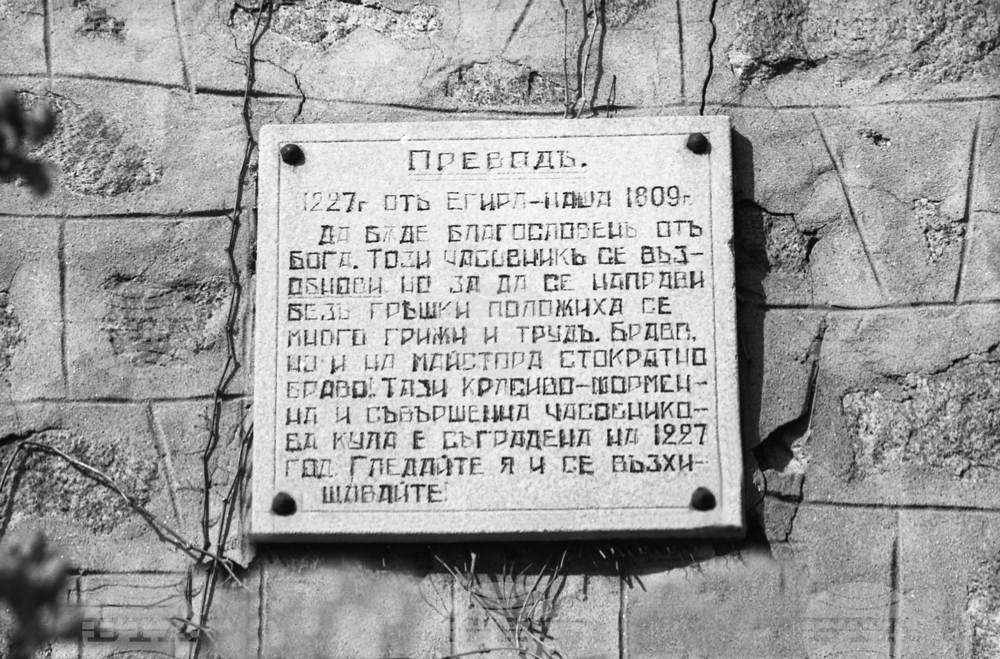 ПРЕВОДЪ.
1227г ОТЪ ЕГИРА-НАША 1809г.
ДА БѪДЕ БЛАГОСЛОВЕНЪ ОТЪ
БОГА. ТОЗИ ЧАСОВНИКЪ СЕ ВЪЗ-
ОБНОВИ. НО ЗА ДА СЕ НАПРАВИ
БЕЗЪ ГРѢШКИ ПОЛОЖИХА СЕ
МНОГО ГРИЖИ И ТРУДЪ. БРАВО,
НО И НА МАЙСТОРА СТОКРАТНО
БРАВО! ТАЗИ КРАСИВО-ФОРМЕН-
НА И СЪВЪРШЕННА ЧАСОВНИКО-
ВА КУЛА Е СЪГРАДЕНА НА 1227
ГОД. ГЛЕДАЙТЕ Я И СЕ ВЪЗХИ-
ЩАВАЙТЕ!